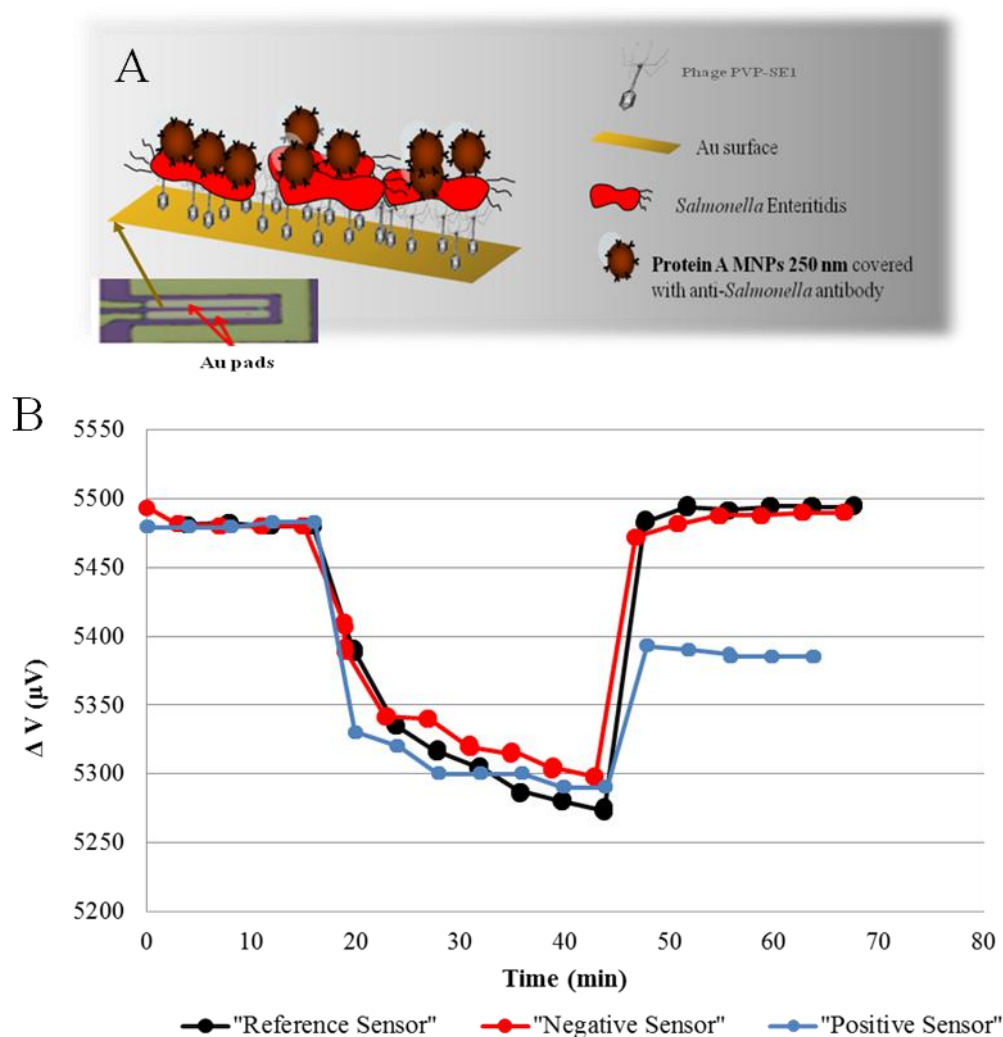 A
Phage PVP-SE1
Au surface
Salmonella Enteritidis
Protein A MNPs 250 nm covered
with anti-Salmonella antibody
Au pads
B
5550
5500
5450
5400
5350
5300
5250
5200
Δ V (µV)
0 10 20 30 40 50 60 70 80
Time (min)
"Reference Sensor" "Negative Sensor" "Positive Sensor"